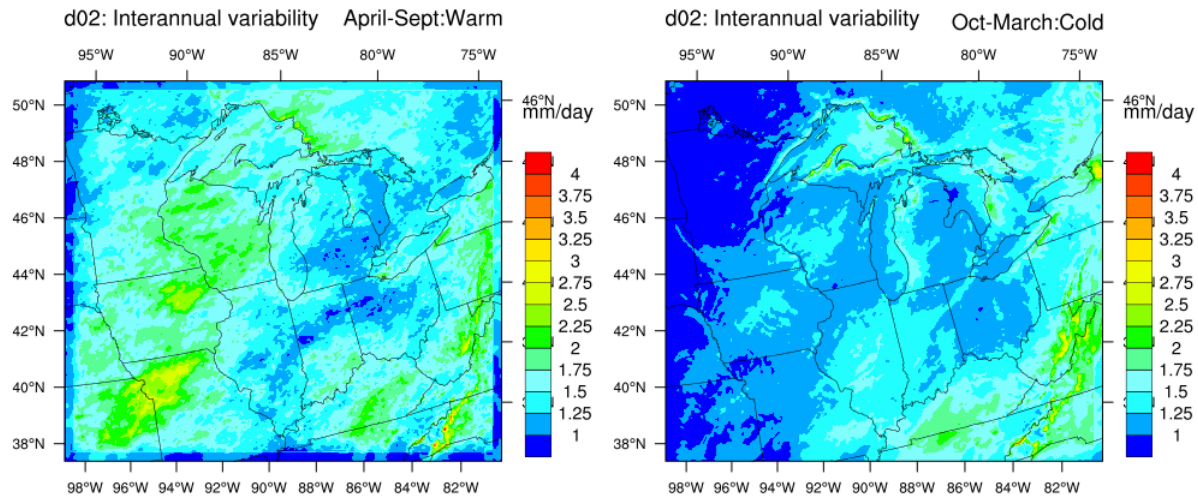 d02: Interannual variability April-Sept:Warm
95°W 90°W 85°W 80°W 75°W
50°N
48°N
46°N
44°N
42°N
40°N
38°N
46°N
mm/day
4
3.75
3.5
3.25
3
2.75
2.5
2.25
2
1.75
1.5
1.25
1
98°W 96°W 94°W 92°W 90°W 88°W 86°W 84°W 82°W
d02: Interannual variability Oct-March:Cold
95°W 90°W 85°W 80°W 75°W
50°N
48°N
46°N
44°N
42°N
40°N
38°N
46°N
mm/day
4
3.75
3.5
3.25
3
2.75
2.5
2.25
2
1.75
1.5
1.25
1
98°W 96°W 94°W 92°W 90°W 88°W 86°W 84°W 82°W